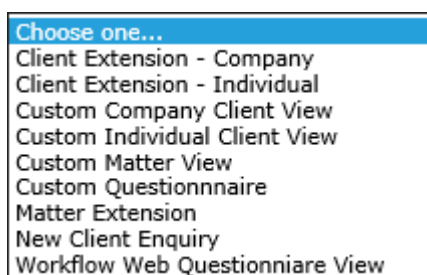 Choose one...
Client Extension - Company
Client Extension - Individual
Custom Company Client View
Custom Individual Client View
Custom Matter View
Custom Questionnnaire
Matter Extension
New Client Enquiry
Workflow Web Questionniare View